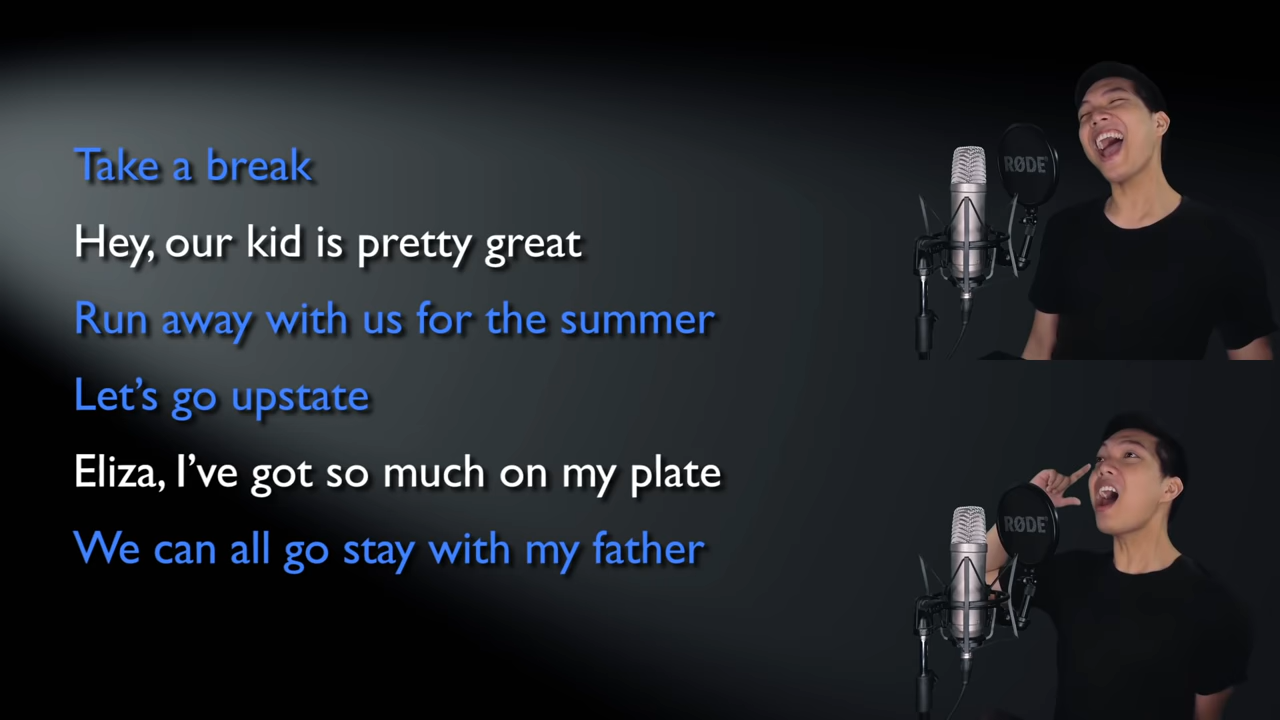 Take a break
Hey, our kid is pretty great
Run away with us for the summer
Let's go upstate
Eliza, I've got so much on my plate
We can all go stay with my father
RØDE
RØDE